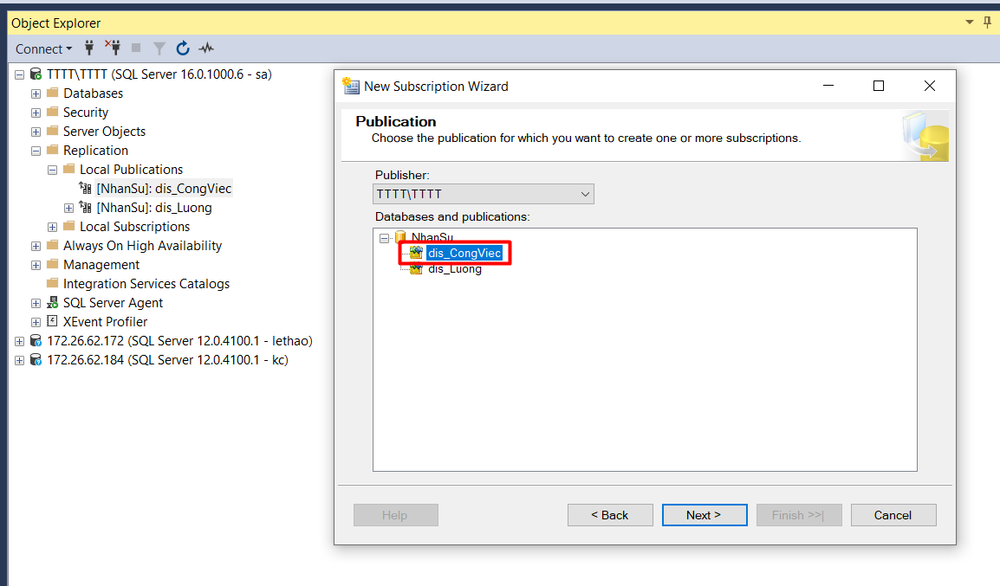 Object Explorer
Connect
TTTT\TTTT (SQL Server 16.0.1000.6 - sa)
Databases
Security
Server Objects
Replication
Local Publications
[NhanSu]: dis_CongViec
[NhanSu]: dis_Luong
Local Subscriptions
Always On High Availability
Management
Integration Services Catalogs
SQL Server Agent
XEvent Profiler
172.26.62.172 (SQL Server 12.0.4100.1 - lethao)
172.26.62.184 (SQL Server 12.0.4100.1 - kc)
New Subscription Wizard
Publication
Choose the publication for which you want to create one or more subscriptions.
Publisher:
TTTT\TTTT
Databases and publications:
NhanSu
dis_CongViec
dis_Luong
Help
< Back
Next >
Finish >>|
Cancel